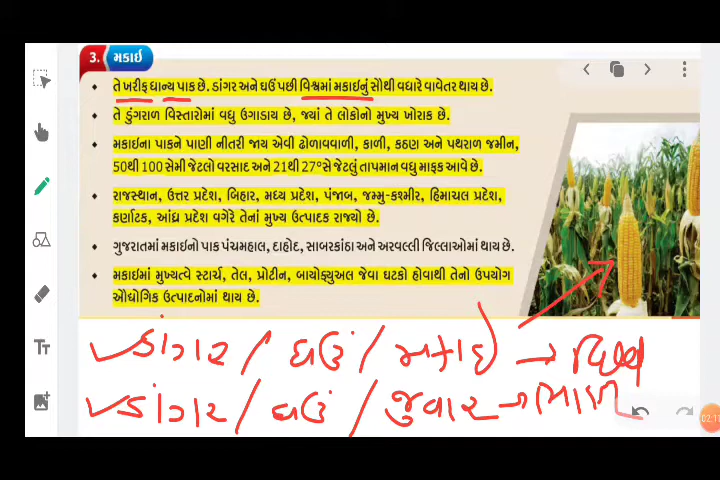 3. મકાઈ
• તે ખરીફ ધાન્ય પાક છે. ડાંગર અને ઘઉં પછી વિશ્વમાં મકાઈનું સૌથી વધારે વાવેતર થાય છે.
• તે ડુંગરાળ વિસ્તારોમાં વધુ ઉગાડાય છે, જ્યાં તે લોકોનો મુખ્ય ખોરાક છે.
• મકાઈના પાકને પાણી નીતરી જાય એવી ઢોળાવવાળી, કાળી, કઠણ અને પથરાળ જમીન,
50થી 100 સેમી જેટલો વરસાદ અને 21થી 27°સે જેટલું તાપમાન વધુ માફક આવે છે.
• રાજસ્થાન, ઉત્તર પ્રદેશ, બિહાર, મધ્ય પ્રદેશ, પંજાબ, જમ્મુ-કશ્મીર, હિમાચલ પ્રદેશ,
કર્ણાટક, આંધ્ર પ્રદેશ વગેરે તેનાં મુખ્ય ઉત્પાદક રાજ્યો છે.
• ગુજરાતમાં મકાઈનો પાક પંચમહાલ, દાહોદ, સાબરકાંઠા અને અરવલ્લી જિલ્લાઓમાં થાય છે.
• મકાઈમાં મુખ્યત્વે સ્ટાર્ચ, તેલ, પ્રોટીન, બાયોફ્યુઅલ જેવા ઘટકો હોવાથી તેનો ઉપયોગ
ઔદ્યોગિક ઉત્પાદનોમાં થાય છે.
ડાંગર / ઘઉં / મકાઈ → વિશ્વ
ડાંગર / ઘઉં / જુવાર →
Tт